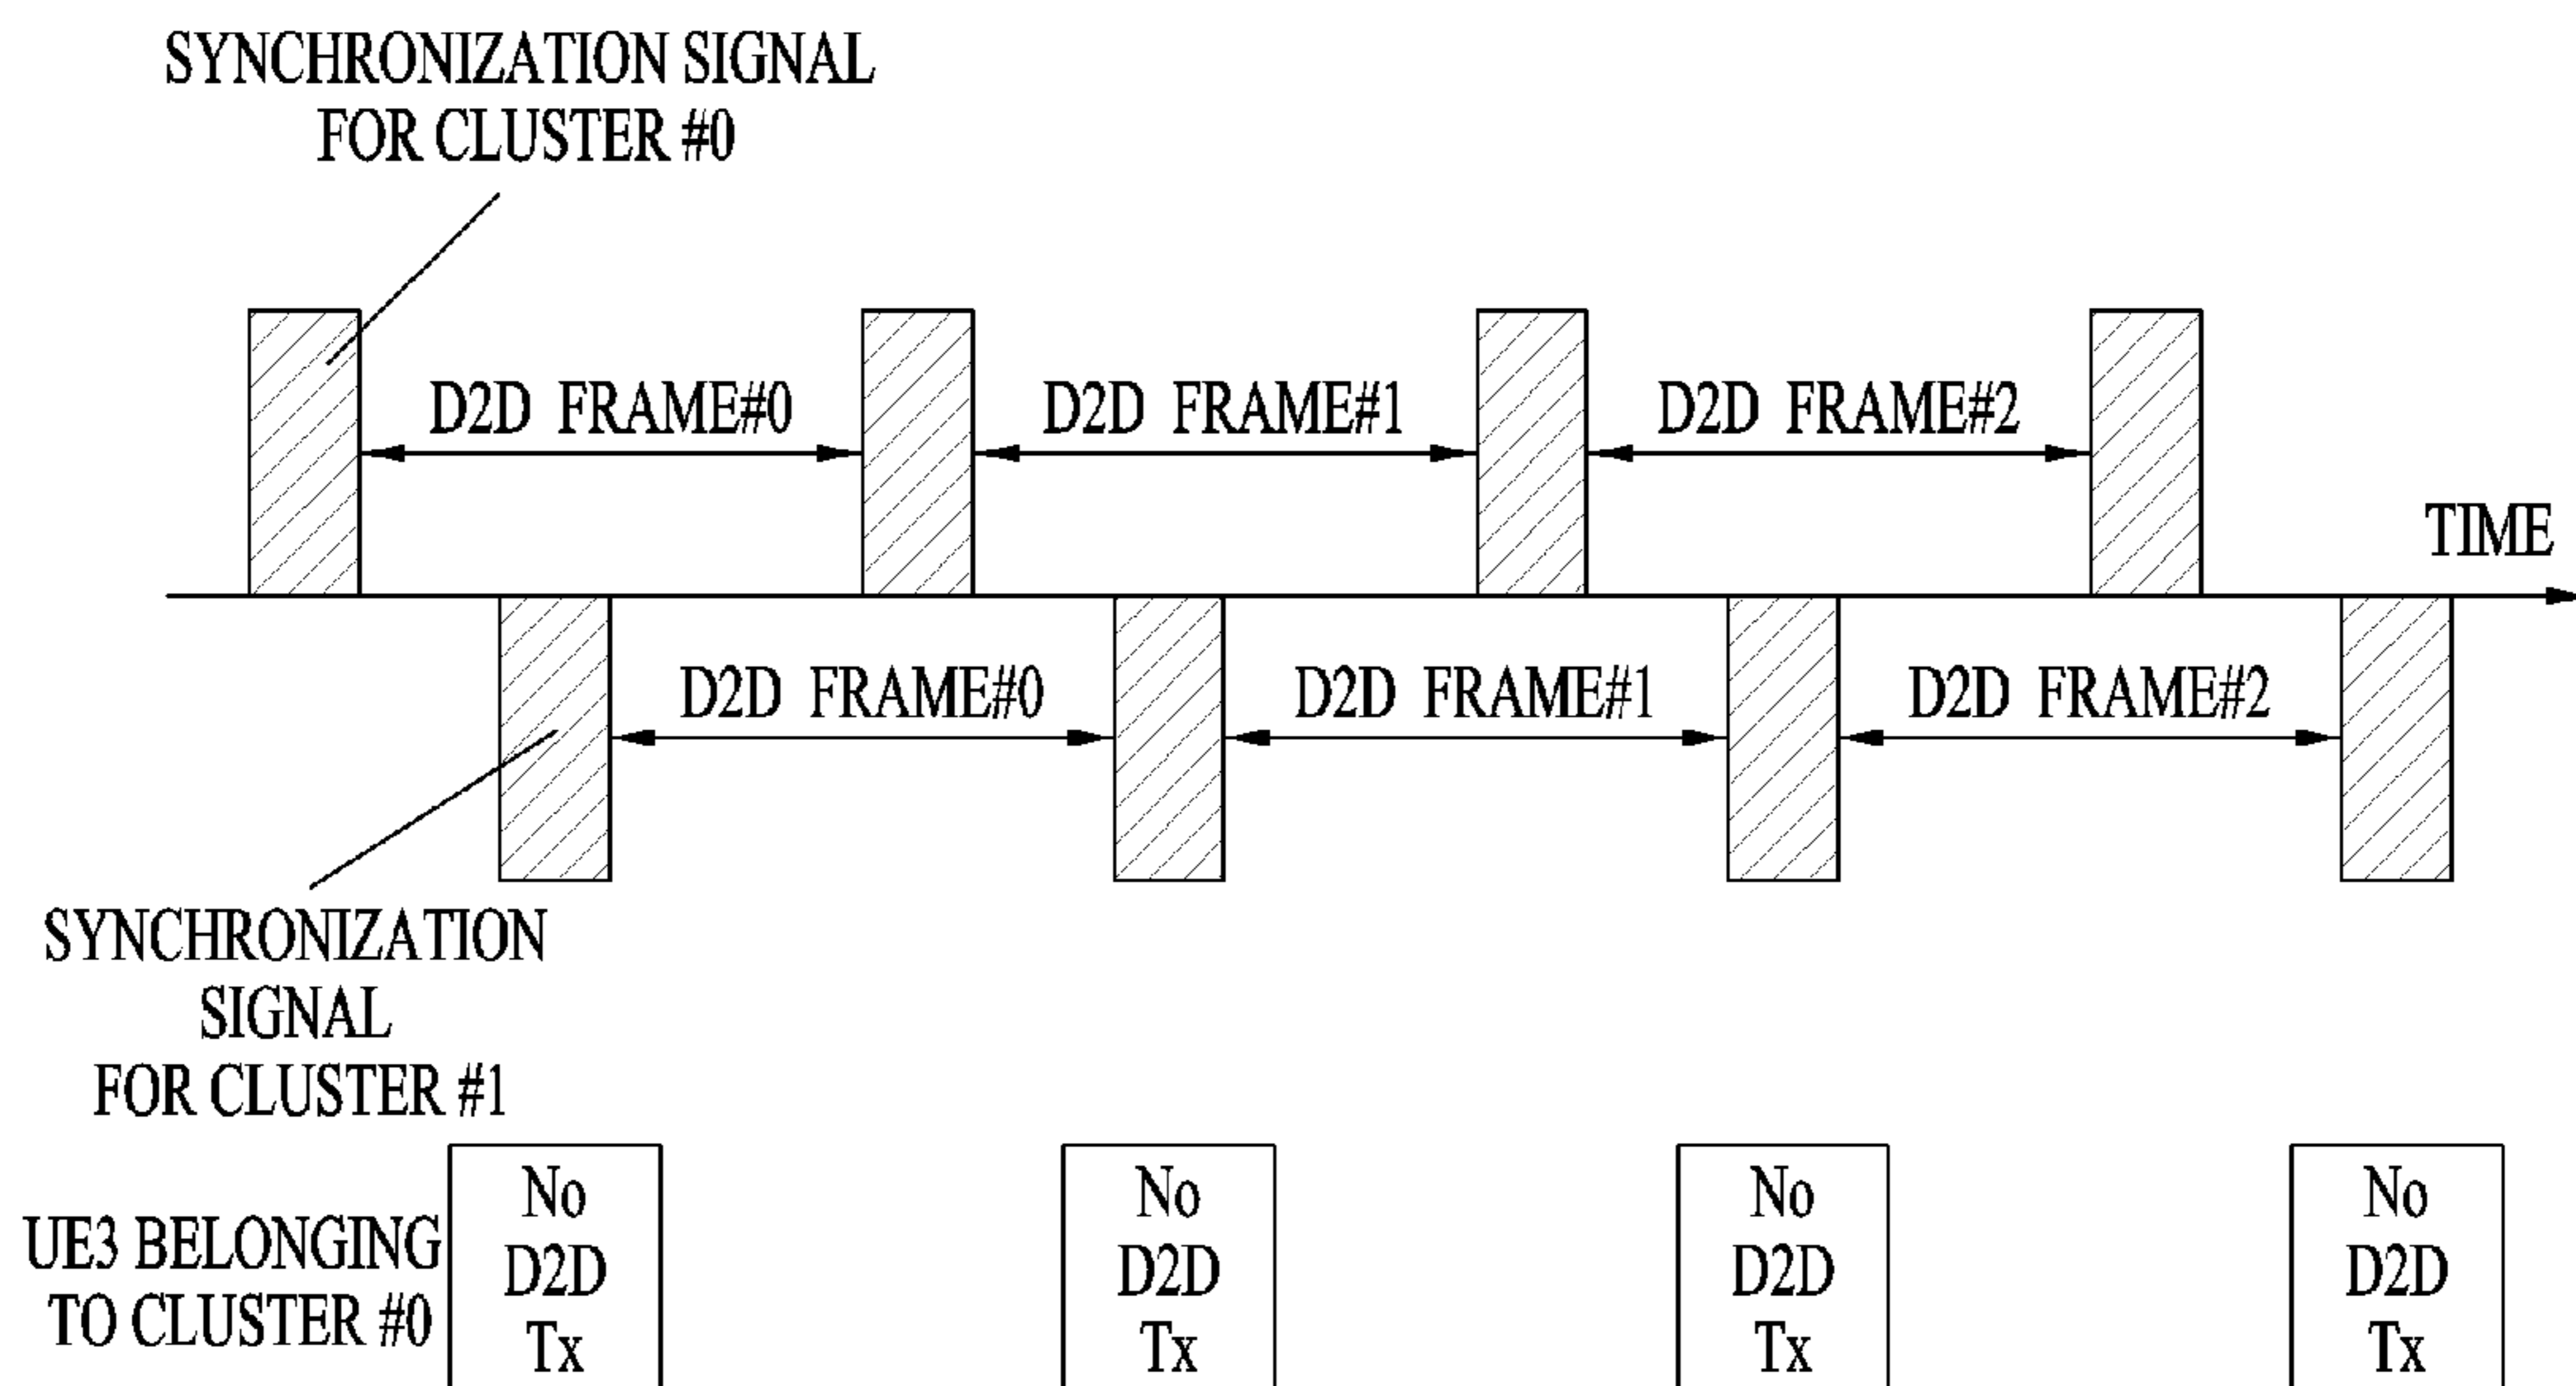 SYNCHRONIZATION SIGNAL
FOR CLUSTER #0
D2D FRAME#0
D2D FRAME#1
D2D FRAME#2
TIME
D2D FRAME#0
D2D FRAME#1
D2D FRAME#2
SYNCHRONIZATION
SIGNAL
FOR CLUSTER #1
UE3 BELONGING
TO CLUSTER #0
No
D2D
Tx
No
D2D
Tx
No
D2D
Tx
No
D2D
Tx